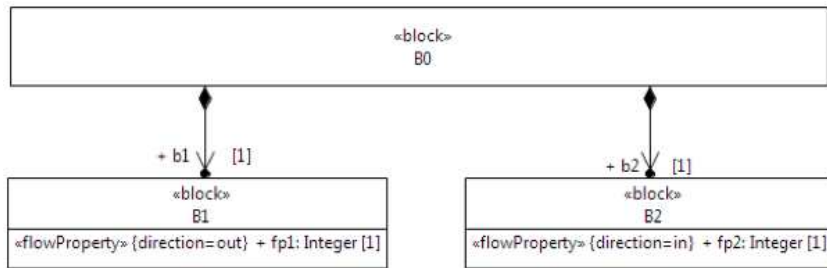 «block»
B0
+ b1 [1]
+ b2 [1]
«block»
B1
«flowProperty» {direction=out} + fp1: Integer [1]
«block»
B2
«flowProperty» {direction=in} + fp2: Integer [1]